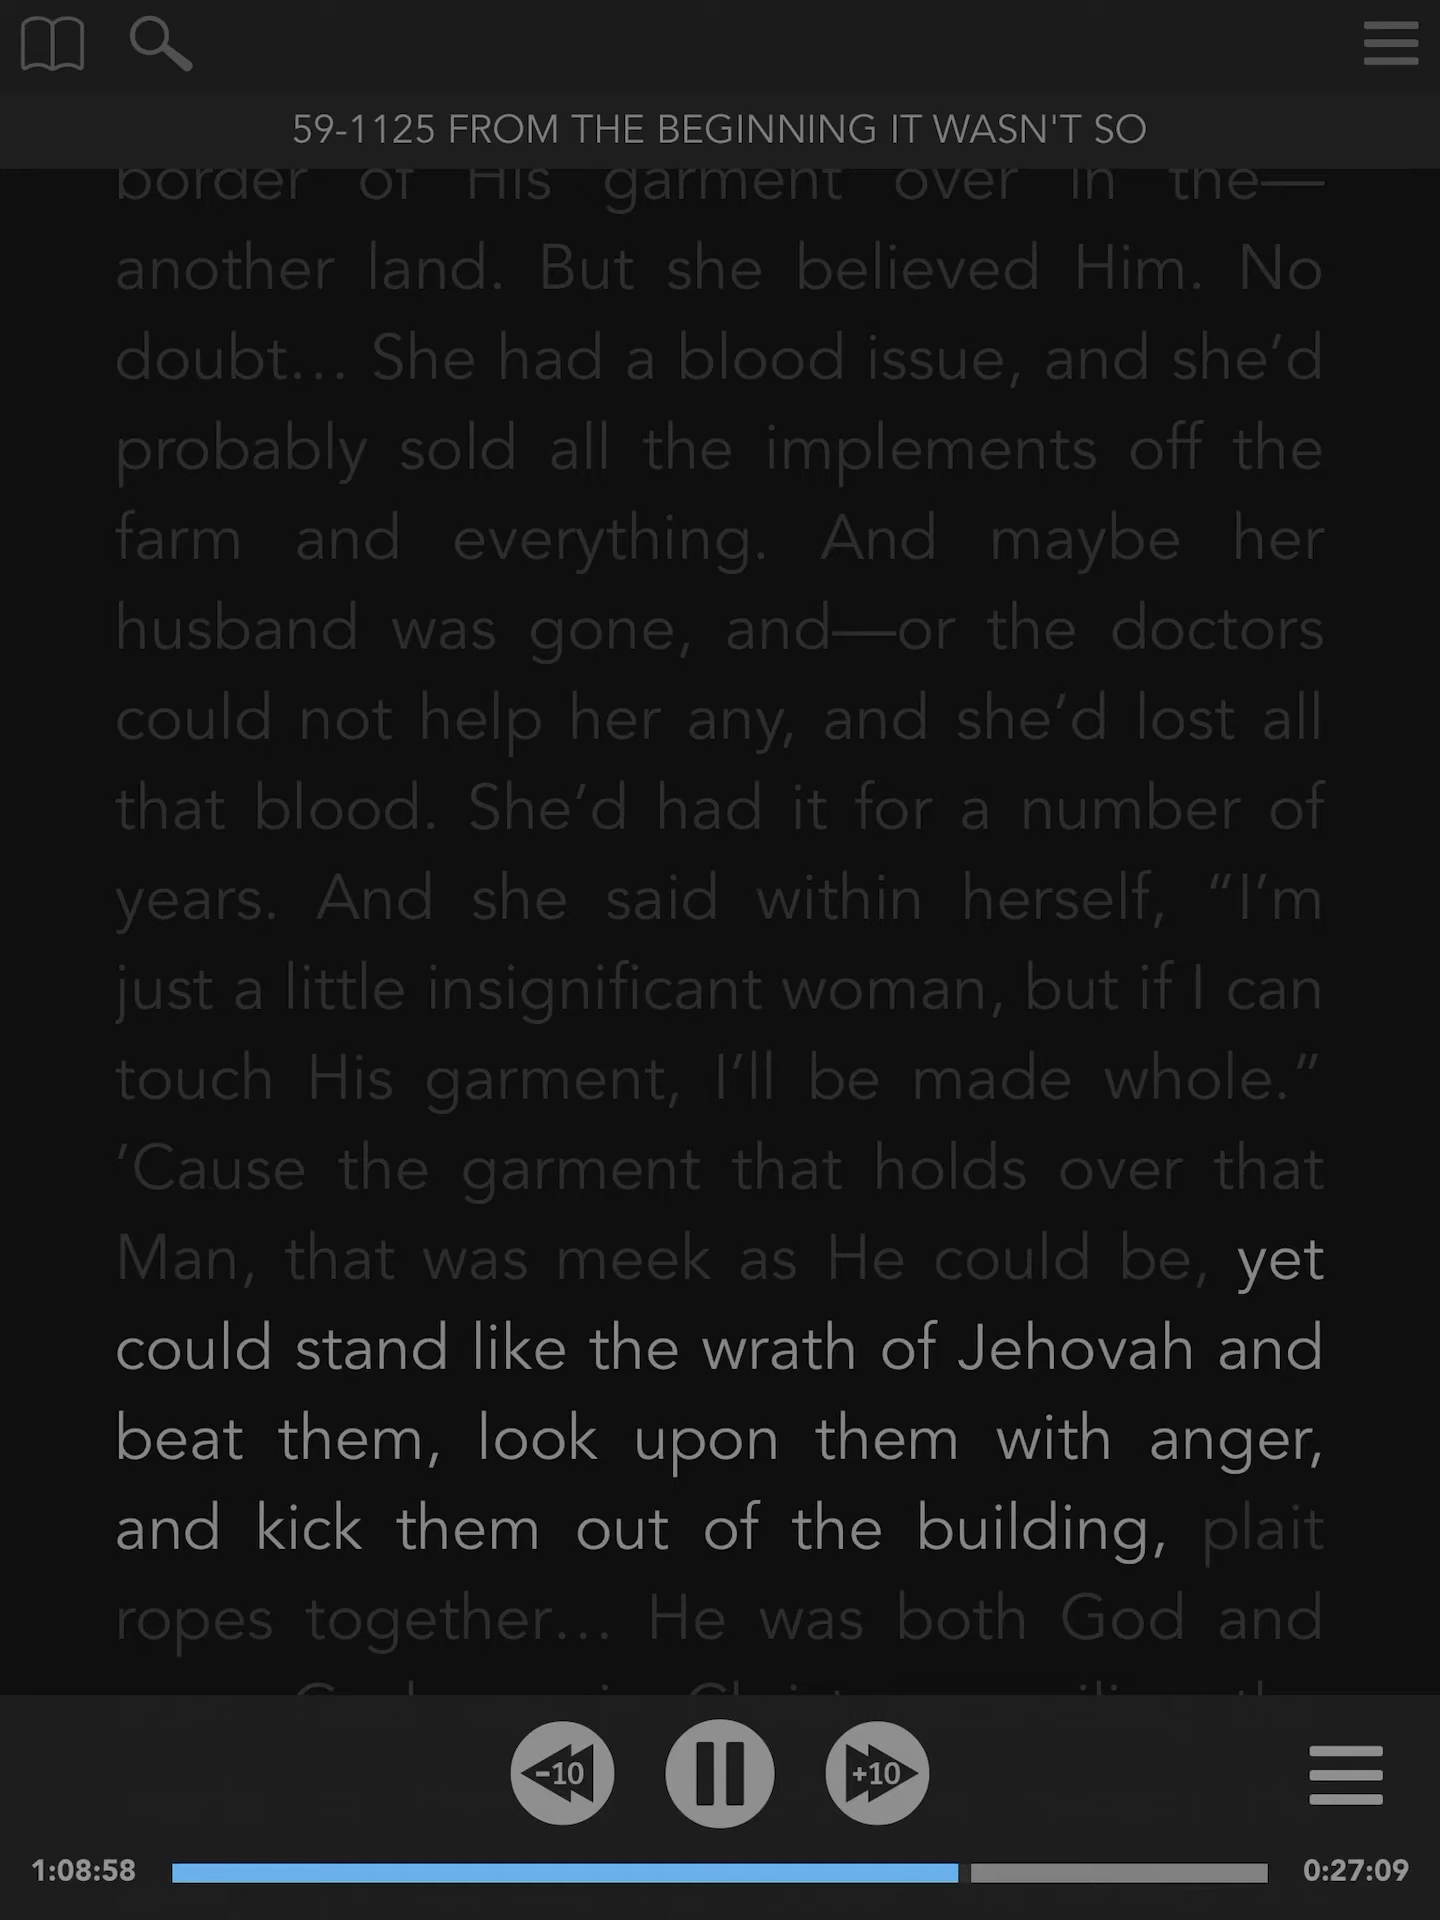 59-1125 FROM THE BEGINNING IT WASN'T SO
border of His garment over in the—
another land. But she believed Him. No
doubt… She had a blood issue, and she’d
probably sold all the implements off the
farm and everything. And maybe her
husband was gone, and—or the doctors
could not help her any, and she’d lost all
that blood. She’d had it for a number of
years. And she said within herself, “I’m
just a little insignificant woman, but if I can
touch His garment, I’ll be made whole.”
’Cause the garment that holds over that
Man, that was meek as He could be, yet
could stand like the wrath of Jehovah and
beat them, look upon them with anger,
and kick them out of the building, plait
ropes together… He was both God and
-10 +10
1:08:58 0:27:09